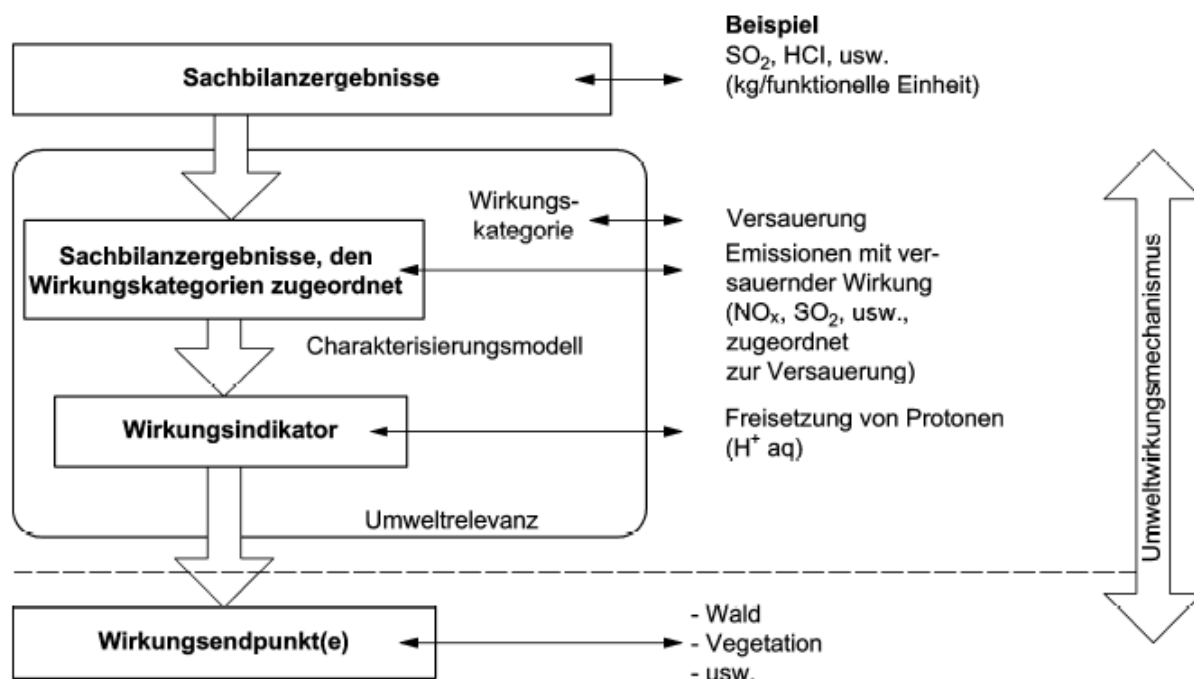 Beispiel
Sachbilanzergebnisse
SO₂, HCl, usw.
(kg/funktionelle Einheit)
Wirkungs-
kategorie
Versauerung
Sachbilanzergebnisse, den
Wirkungskategorien zugeordnet
Emissionen mit ver-
sauernder Wirkung
(NOₓ, SO₂, usw.,
zugeordnet
zur Versauerung)
Charakterisierungsmodell
Wirkungsindikator
Freisetzung von Protonen
(H⁺ aq)
Umweltrelevanz
Umweltwirkungsmechanismus
Wirkungsendpunkt(e)
- Wald
- Vegetation
- usw.